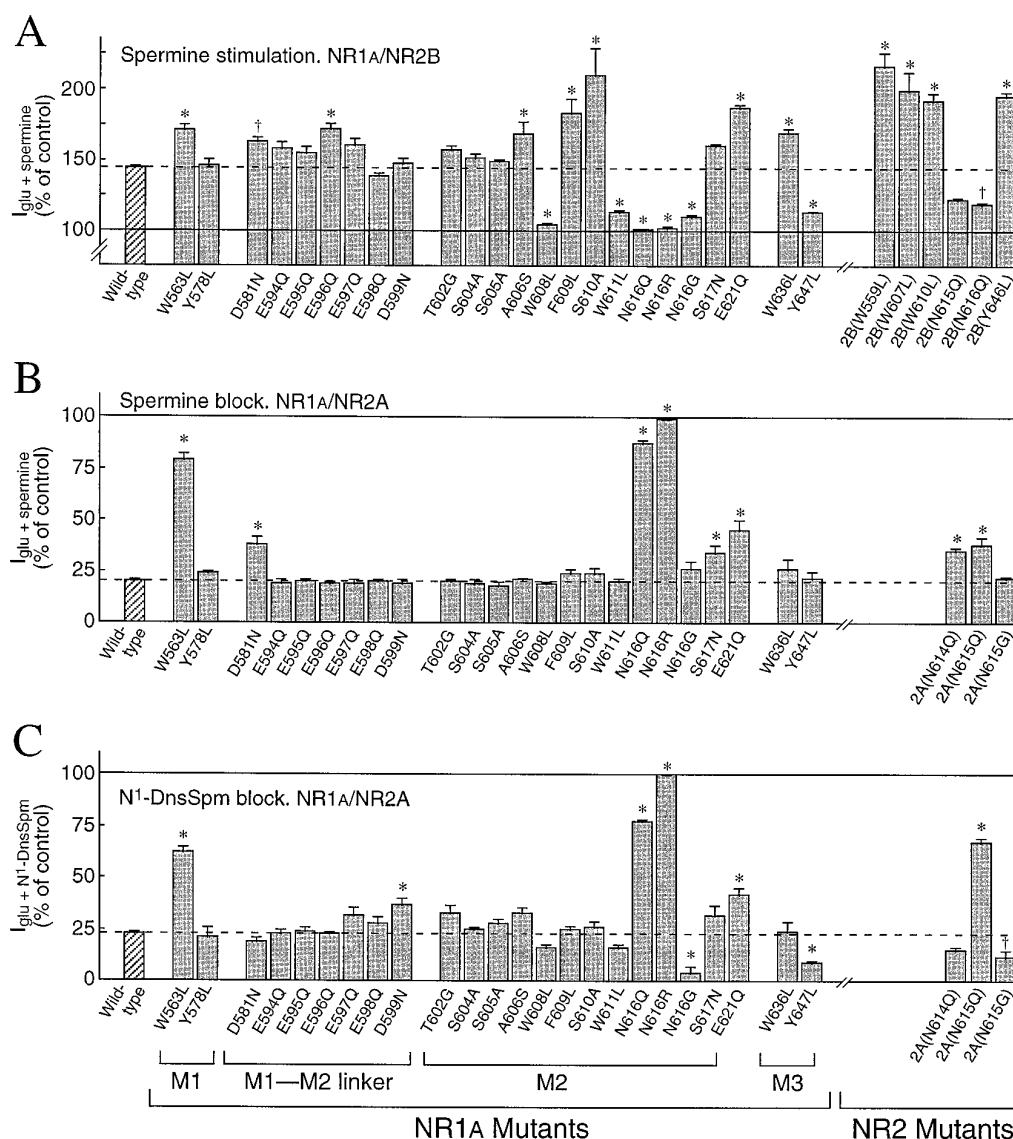 A
Spermine stimulation. NR1A/NR2B
Iglu + spermine
(% of control)
200
150
100
Wild-type
W563L
Y578L
D581N
E594Q
E595Q
E596Q
E597Q
E598Q
D599N
T602G
S604A
S605A
A606S
W608L
F609L
S610A
W611L
N616Q
N616R
N616G
S617N
E621Q
W636L
Y647L
2B(W559L)
2B(W607L)
2B(W610L)
2B(N615Q)
2B(N616Q)
2B(Y646L)
* † * * * * * * * * * * * * * * * † *
B
Spermine block. NR1A/NR2A
Iglu + spermine
(% of control)
100
75
50
25
0
Wild-type
W563L
Y578L
D581N
E594Q
E595Q
E596Q
E597Q
E598Q
D599N
T602G
S604A
S605A
A606S
W608L
F609L
S610A
W611L
N616Q
N616R
N616G
S617N
E621Q
W636L
Y647L
2A(N614Q)
2A(N615Q)
2A(N615G)
* * * * * * * *
C
N1-DnsSpm block. NR1A/NR2A
Iglu + N1-DnsSpm
(% of control)
100
75
50
25
0
Wild-type
W563L
Y578L
D581N
E594Q
E595Q
E596Q
E597Q
E598Q
D599N
T602G
S604A
S605A
A606S
W608L
F609L
S610A
W611L
N616Q
N616R
N616G
S617N
E621Q
W636L
Y647L
2A(N614Q)
2A(N615Q)
2A(N615G)
* * * * * * * * †
M1
M1—M2 linker
M2
M3
NR1A Mutants
NR2 Mutants